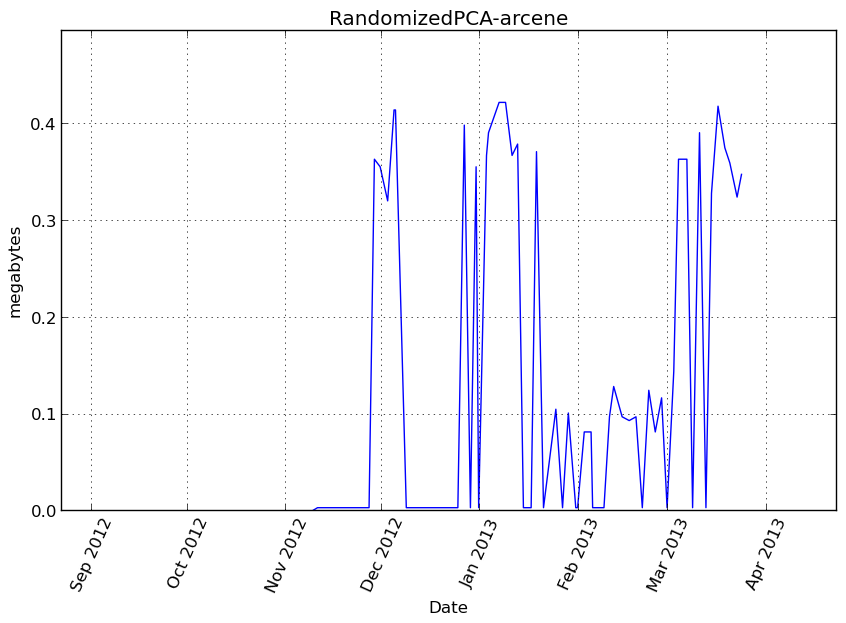 RandomizedPCA-arcene
megabytes
0.4
0.3
0.2
0.1
0.0
Sep 2012
Oct 2012
Nov 2012
Dec 2012
Jan 2013
Feb 2013
Mar 2013
Apr 2013
Date